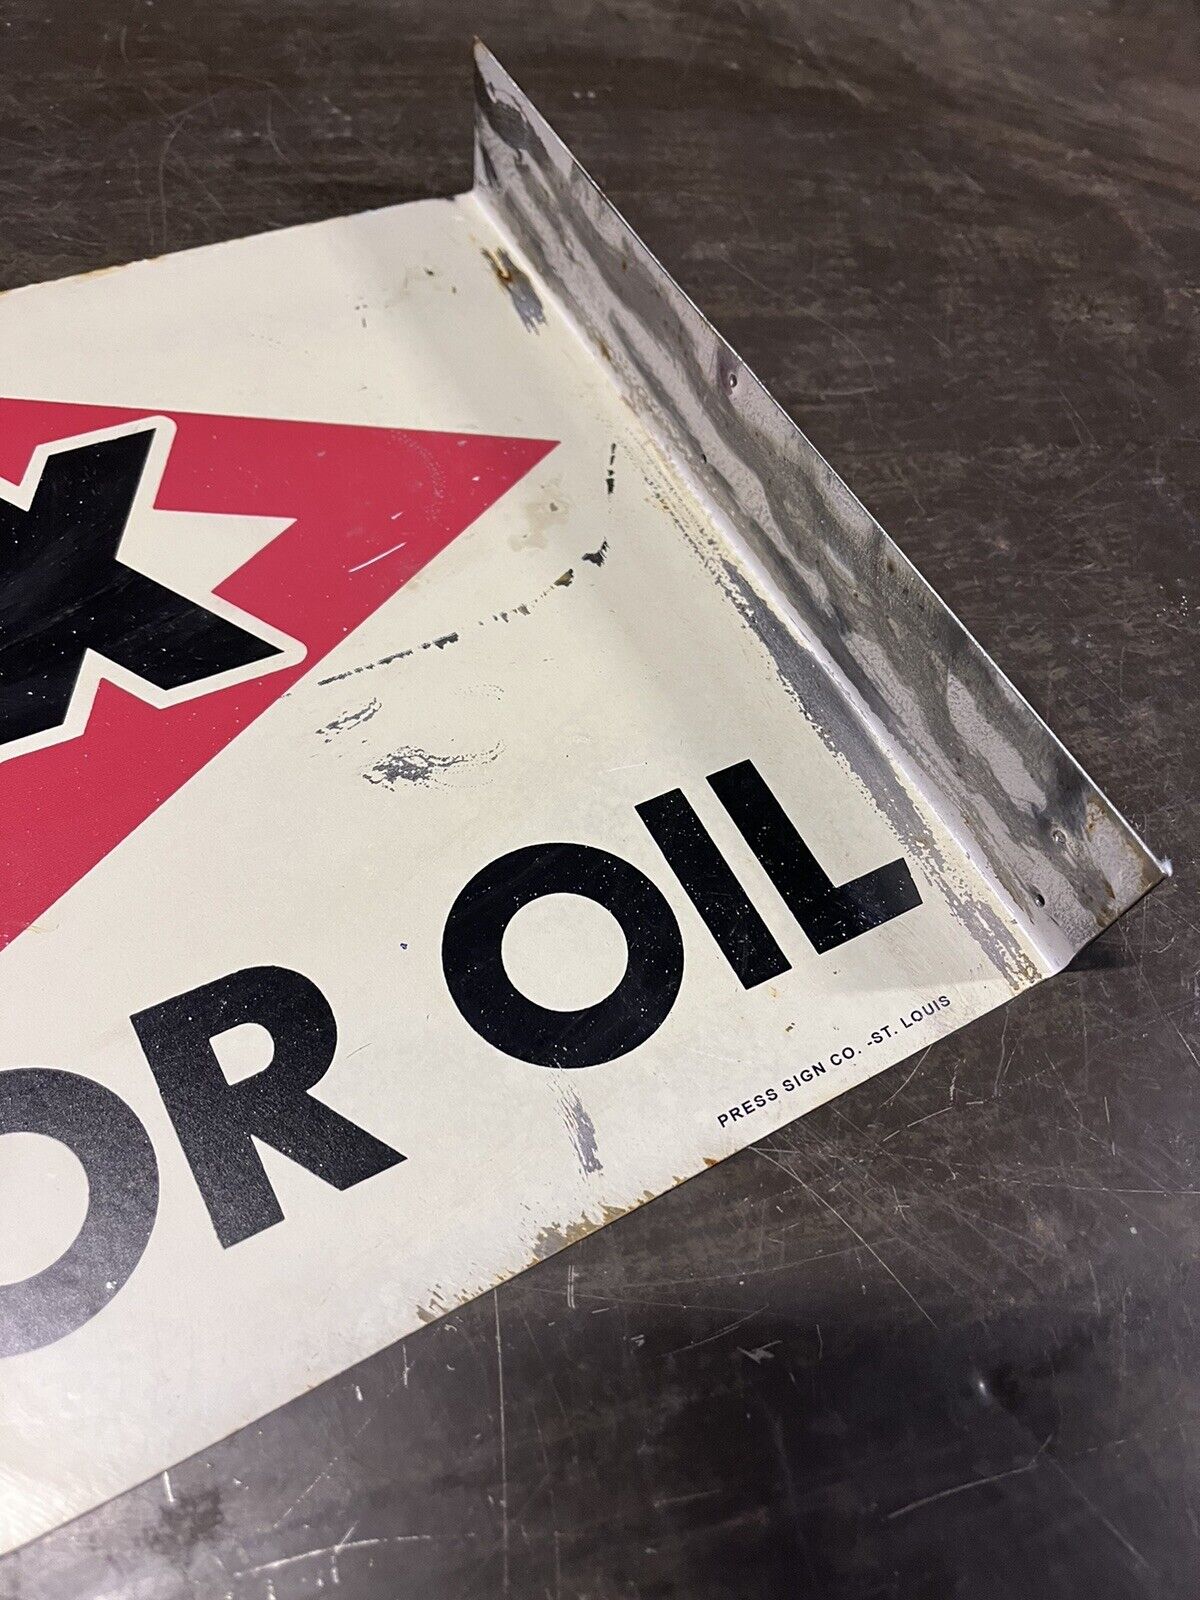 X
OR OIL
PRESS SIGN CO. -ST. LOUIS